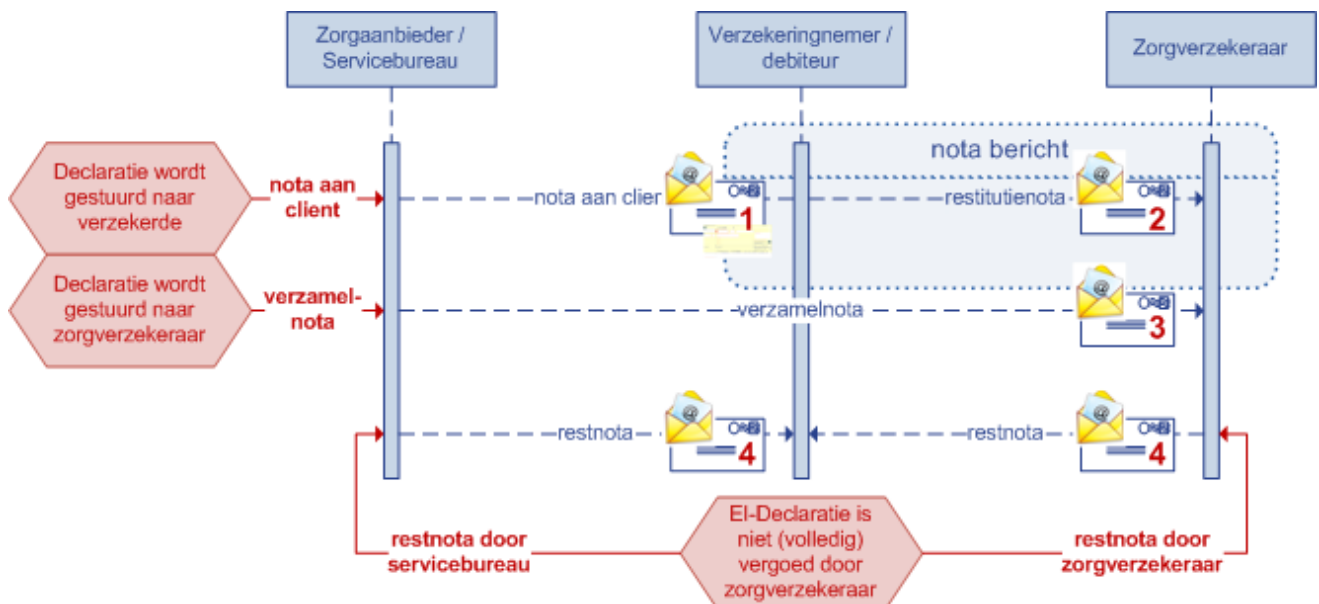 Zorgaanbieder /
Servicebureau
Verzekeringnemer /
debiteur
Zorgverzekeraar
nota bericht
Declaratie wordt
gestuurd naar
verzekerde
nota aan
client
nota aan clier
1
restitutienota
2
Declaratie wordt
gestuurd naar
zorgverzekeraar
verzamel-
nota
verzamelnota
3
restnota
4
restnota
4
restnota door
servicebureau
EI-Declaratie is
niet (volledig)
vergoed door
zorgverzekeraar
restnota door
zorgverzekeraar